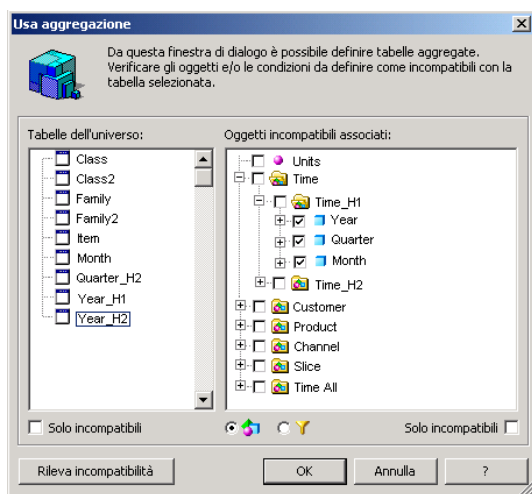 Usa aggregazione
Da questa finestra di dialogo è possibile definire tabelle aggregate.
Verificare gli oggetti e/o le condizioni da definire come incompatibili con la
tabella selezionata.
Tabelle dell'universo:
Class
Class2
Family
Family2
Item
Month
Quarter_H2
Year_H1
Year_H2
Solo incompatibili
Oggetti incompatibili associati:
Units
Time
Time_H1
Year
Quarter
Month
Time_H2
Customer
Product
Channel
Slice
Time All
Solo incompatibili
Rileva incompatibilità
OK
Annulla
?